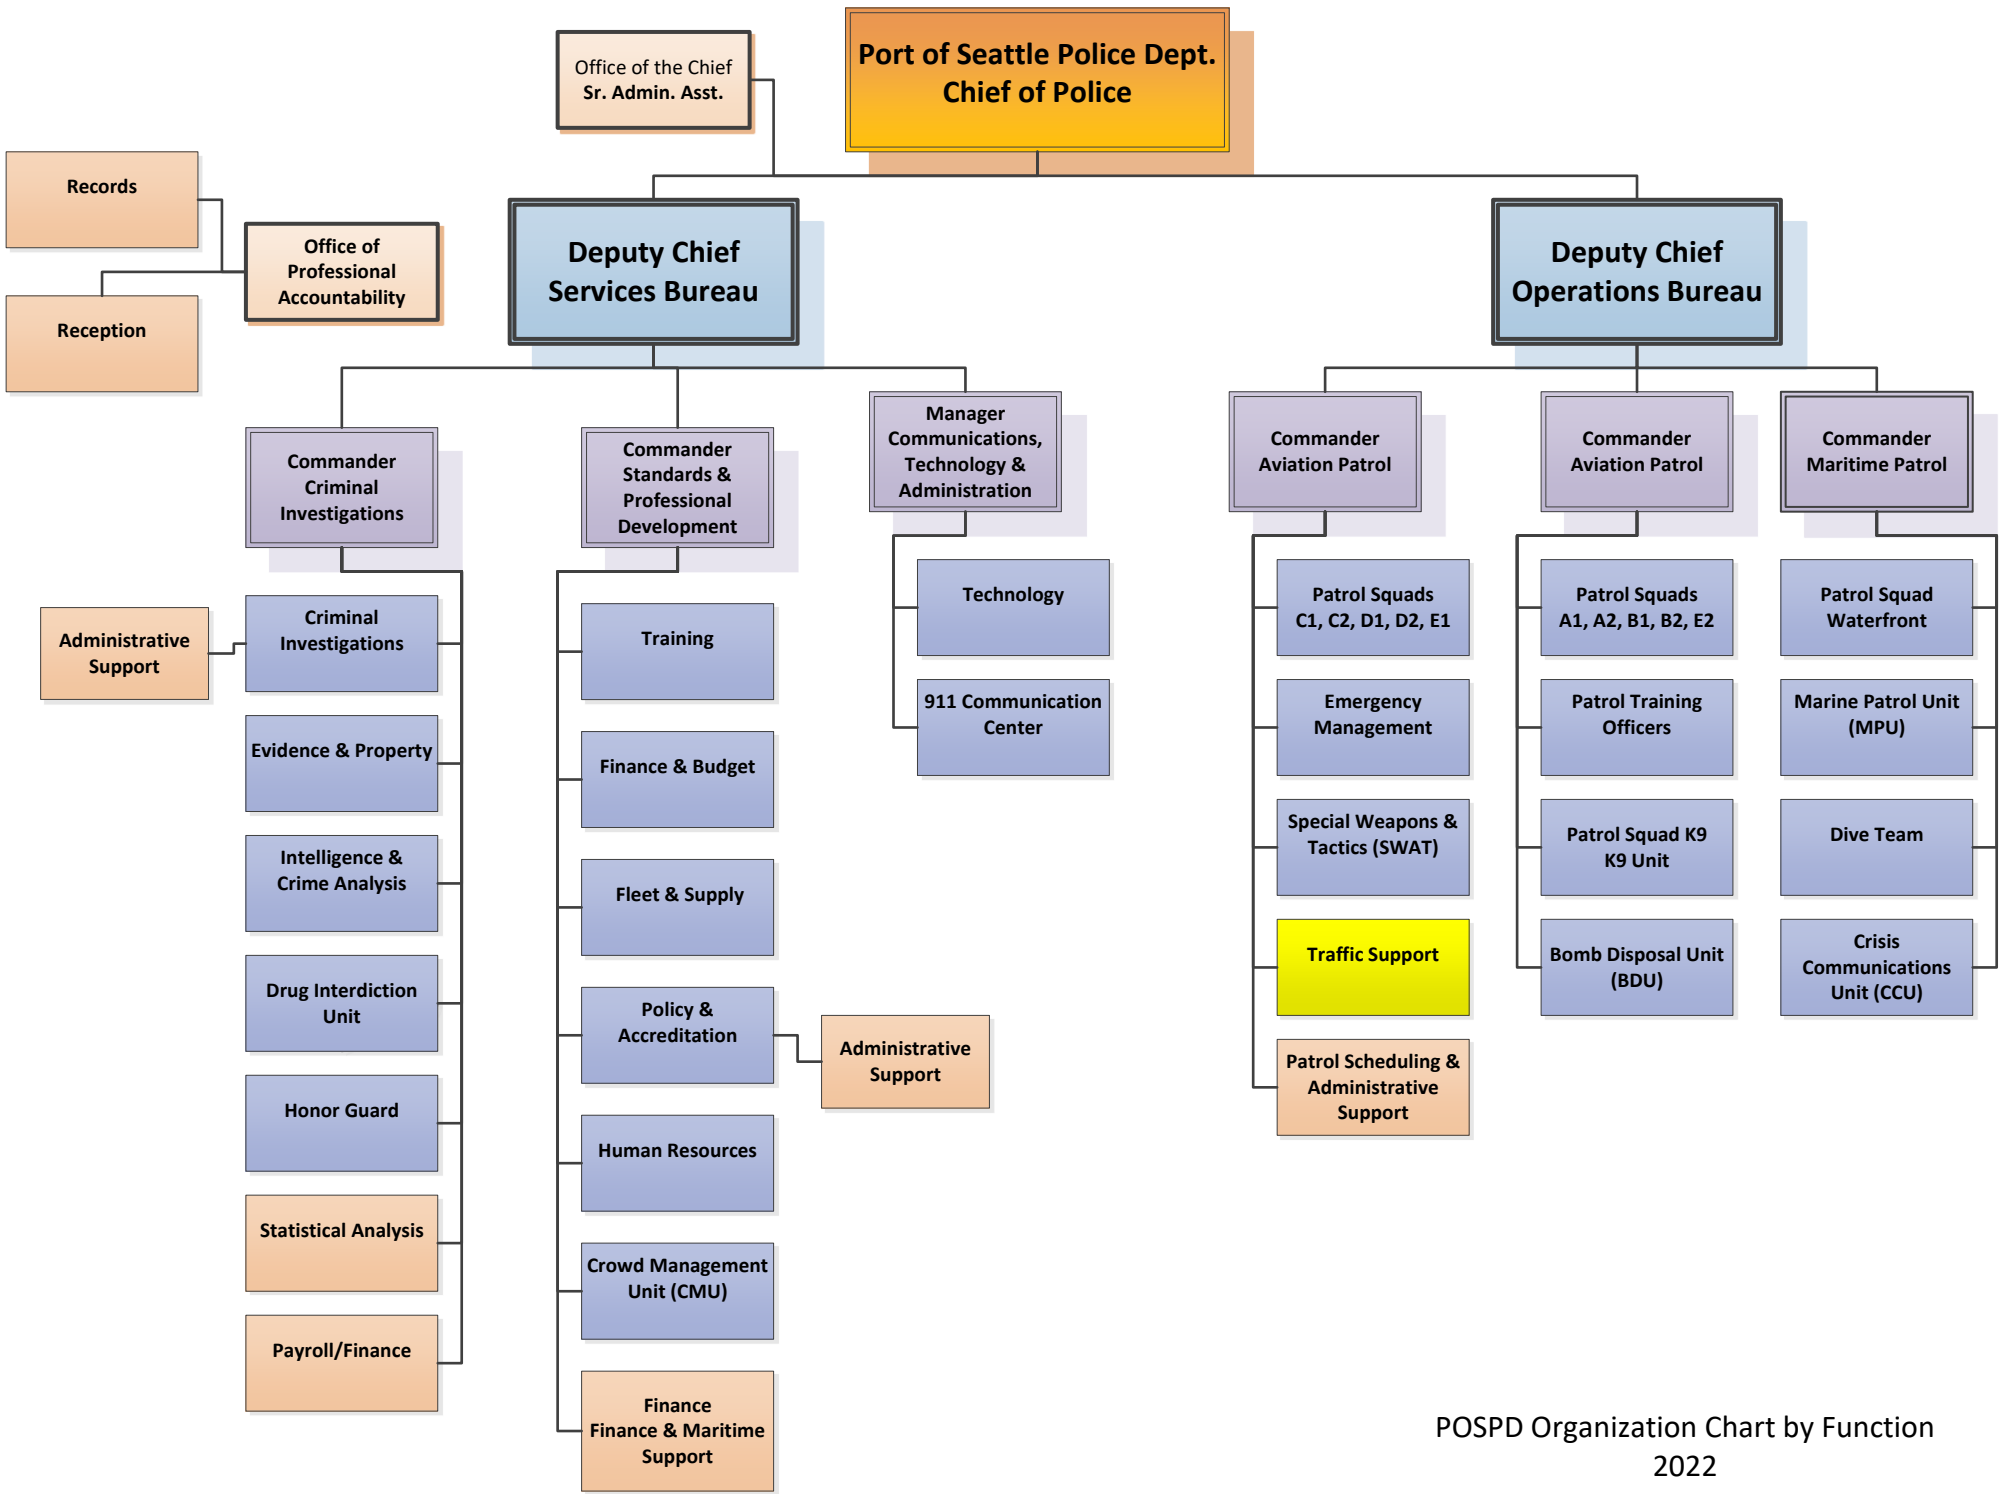 Port of Seattle Police Dept.
Chief of Police
Office of the Chief
Sr. Admin. Asst.
Records
Office of
Professional
Accountability
Reception
Deputy Chief
Services Bureau
Deputy Chief
Operations Bureau
Commander
Criminal
Investigations
Commander
Standards &
Professional
Development
Manager
Communications,
Technology &
Administration
Commander
Aviation Patrol
Commander
Aviation Patrol
Commander
Maritime Patrol
Administrative
Support
Criminal
Investigations
Evidence & Property
Intelligence &
Crime Analysis
Drug Interdiction
Unit
Honor Guard
Statistical Analysis
Payroll/Finance
Training
Finance & Budget
Fleet & Supply
Policy &
Accreditation
Administrative
Support
Human Resources
Crowd Management
Unit (CMU)
Finance
Finance & Maritime
Support
Technology
911 Communication
Center
Patrol Squads
C1, C2, D1, D2, E1
Emergency
Management
Special Weapons &
Tactics (SWAT)
Traffic Support
Patrol Scheduling &
Administrative
Support
Patrol Squads
A1, A2, B1, B2, E2
Patrol Training
Officers
Patrol Squad K9
K9 Unit
Bomb Disposal Unit
(BDU)
Patrol Squad
Waterfront
Marine Patrol Unit
(MPU)
Dive Team
Crisis
Communications
Unit (CCU)
POSPD Organization Chart by Function
2022